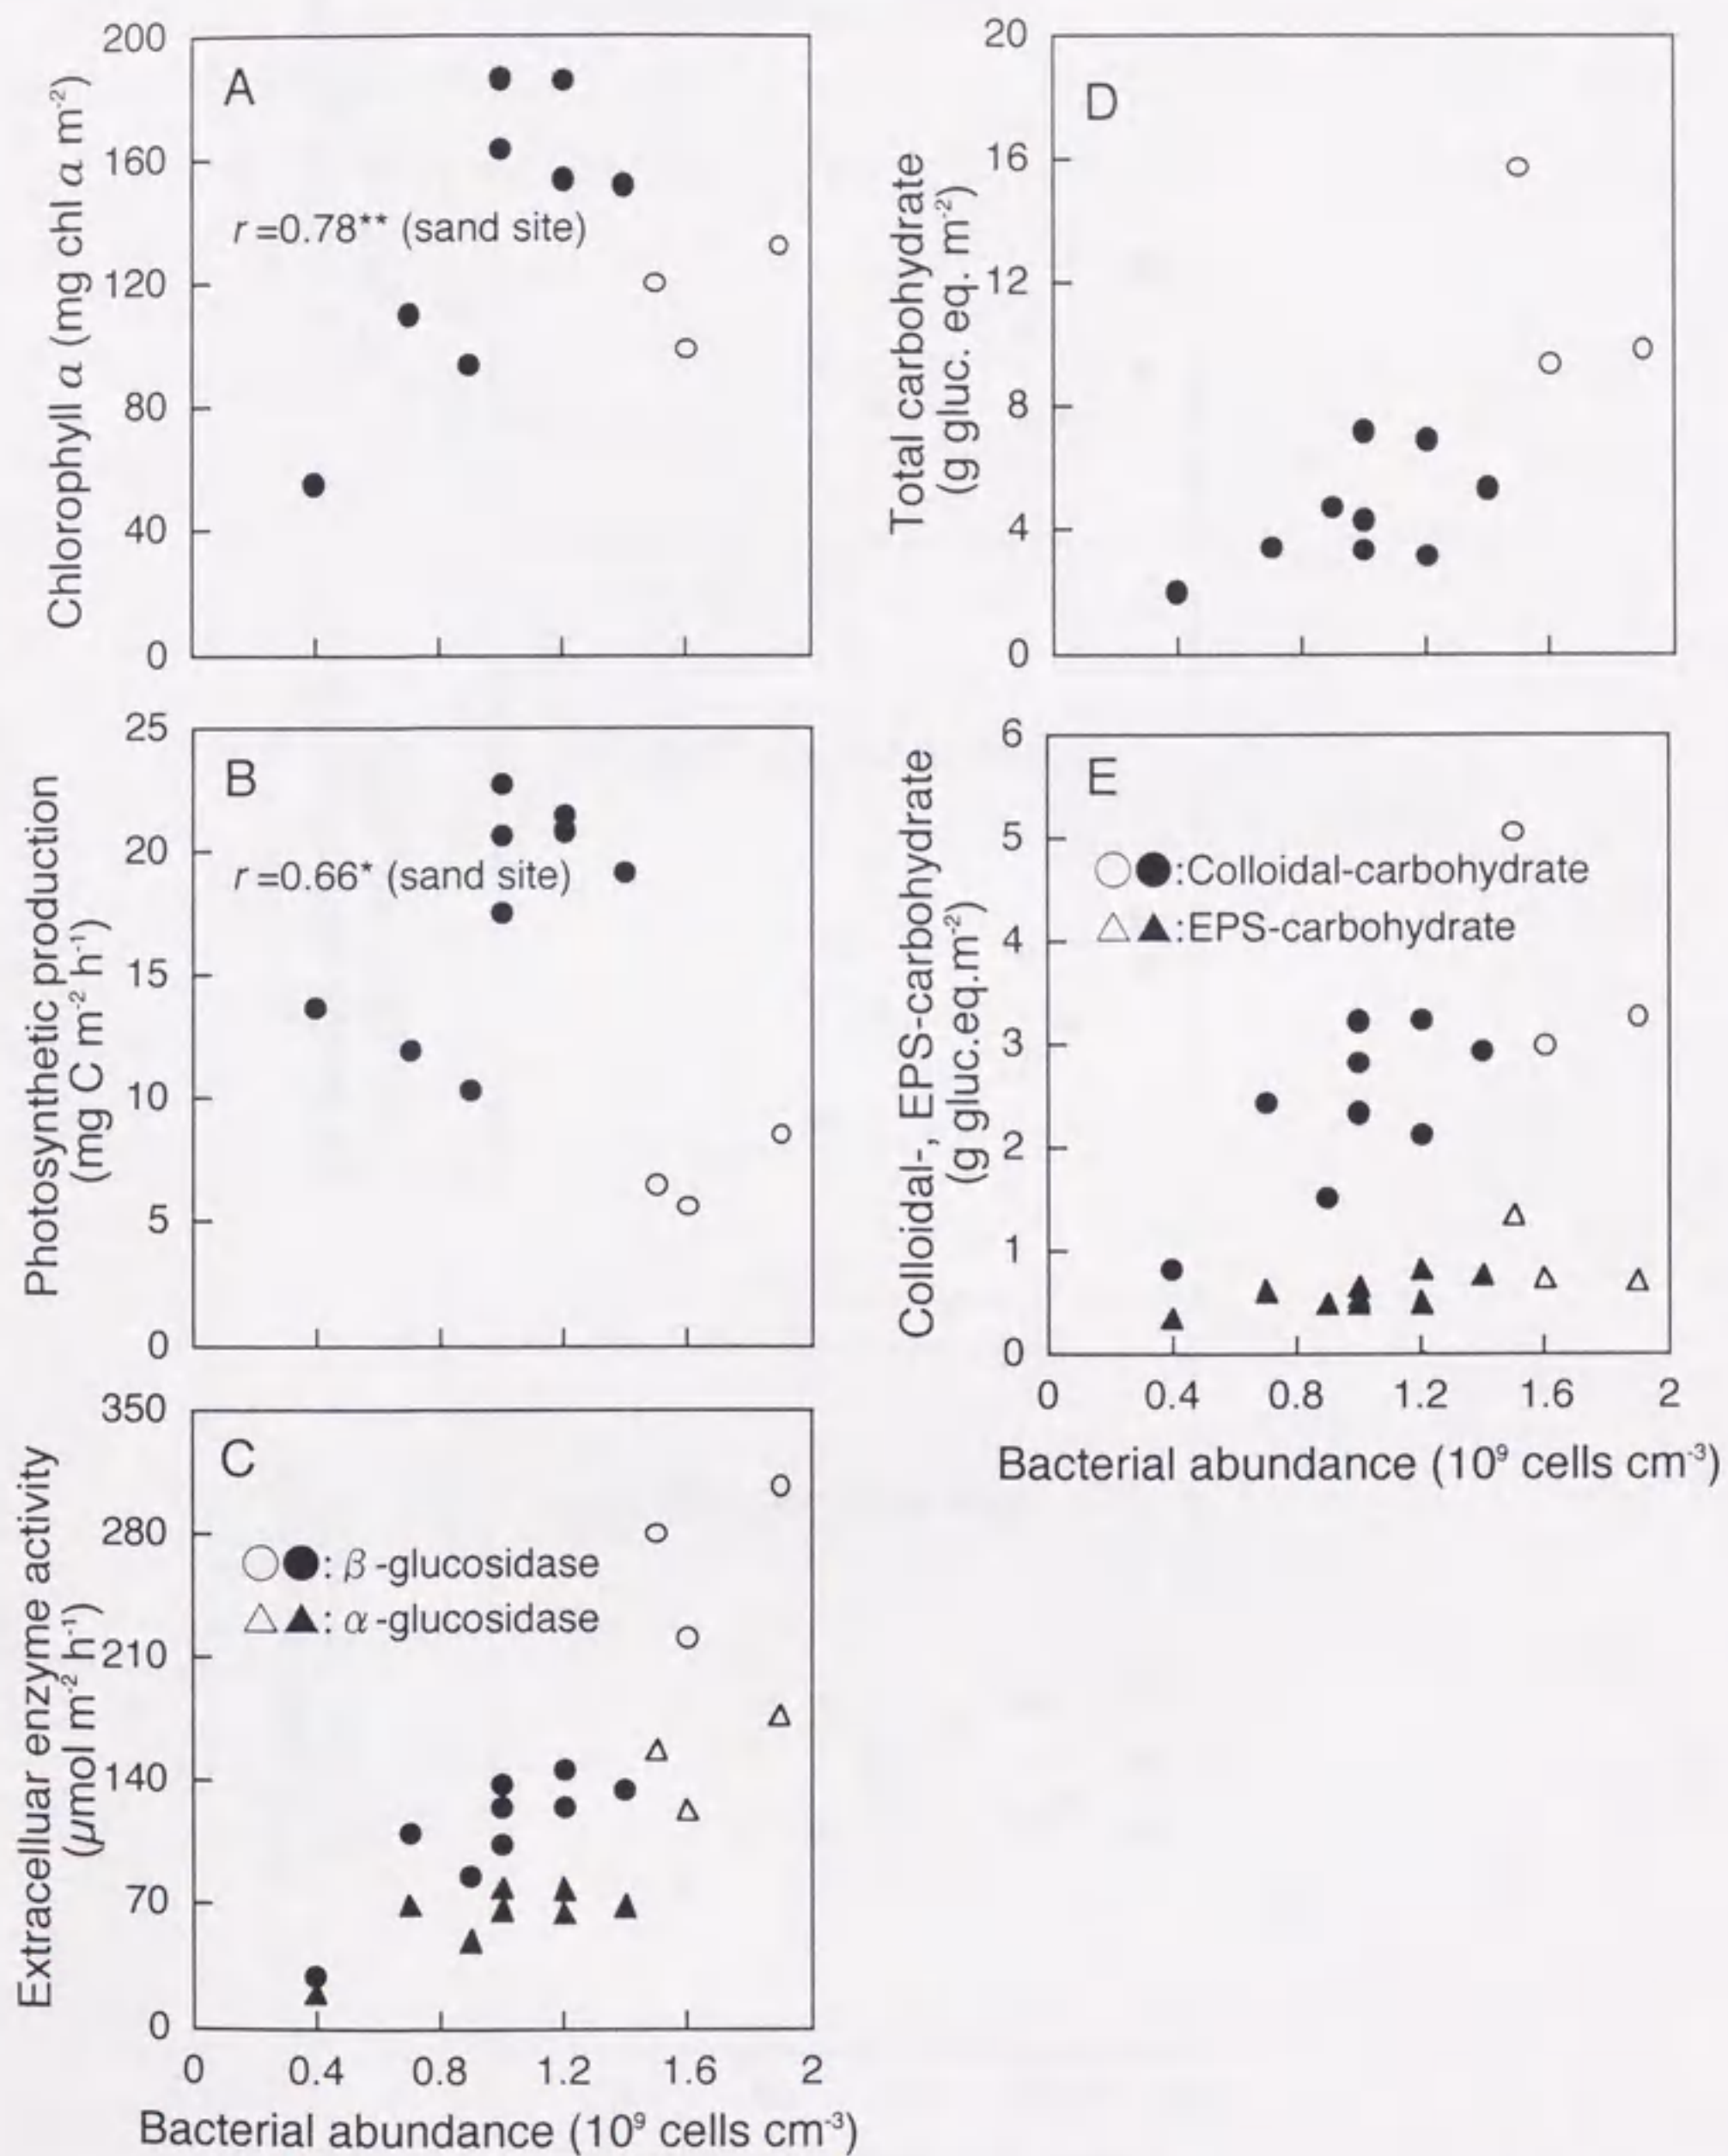 200
160
120
80
40
0
Chlorophyll a (mg chl a m-2)
A
r=0.78** (sand site)
20
16
12
8
4
0
Total carbohydrate
(g gluc. eq. m-2)
D
25
20
15
10
5
0
Photosynthetic production
(mg C m-2 h-1)
B
r=0.66* (sand site)
6
5
4
3
2
1
0
Colloidal-, EPS-carbohydrate
(g gluc.eq.m-2)
E
:Colloidal-carbohydrate
:EPS-carbohydrate
0 0.4 0.8 1.2 1.6 2
Bacterial abundance (10⁹ cells cm-3)
350
280
210
140
70
0
Extracelluar enzyme activity
(µmol m-2 h-1)
C
: β-glucosidase
: α-glucosidase
0 0.4 0.8 1.2 1.6 2
Bacterial abundance (10⁹ cells cm-3)